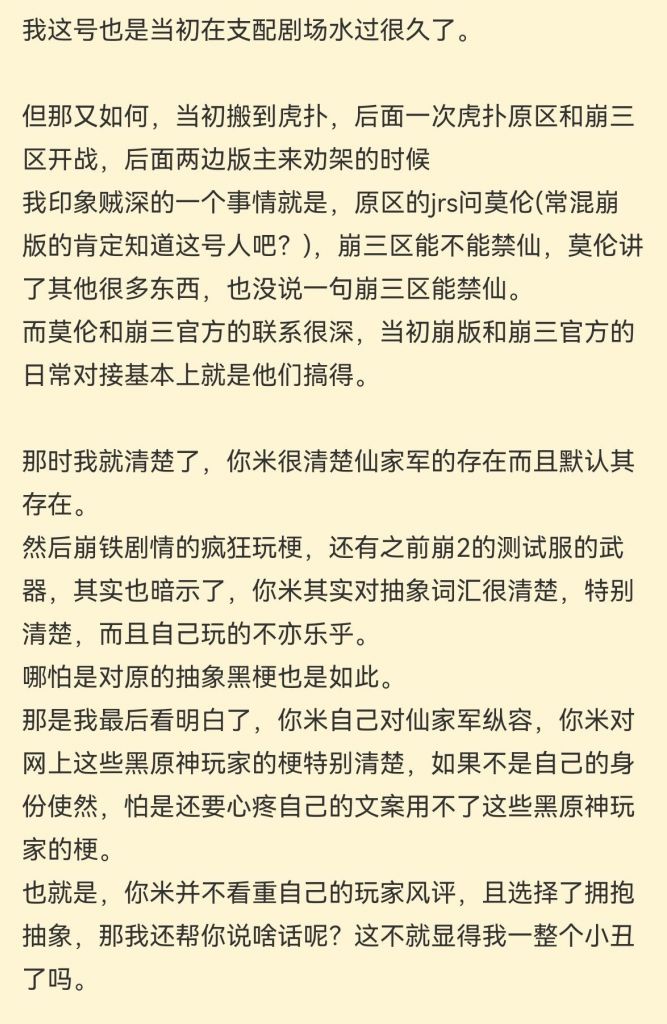 我这号也是当初在支配剧场水过很久了。
但那又如何，当初搬到虎扑，后面一次虎扑原区和崩三
区开战，后面两边版主来劝架的时候
我印象贼深的一个事情就是，原区的jrs问莫伦(常混崩
版的肯定知道这号人吧？)，崩三区能不能禁仙，莫伦讲
了其他很多东西，也没说一句崩三区能禁仙。
而莫伦和崩三官方的联系很深，当初崩版和崩三官方的
日常对接基本上就是他们搞得。
那时我就清楚了，你米很清楚仙家军的存在而且默认其
存在。
然后崩铁剧情的疯狂玩梗，还有之前崩2的测试服的武
器，其实也暗示了，你米其实对抽象词汇很清楚，特别
清楚，而且自己玩的不亦乐乎。
哪怕是对原的抽象黑梗也是如此。
那是我最后看明白了，你米自己对仙家军纵容，你米对
网上这些黑原神玩家的梗特别清楚，如果不是自己的身
份使然，怕是还要心疼自己的文案用不了这些黑原神玩
家的梗。
也就是，你米并不看重自己的玩家风评，且选择了拥抱
抽象，那我还帮你说啥话呢？这不就显得我一整个小丑
了吗。